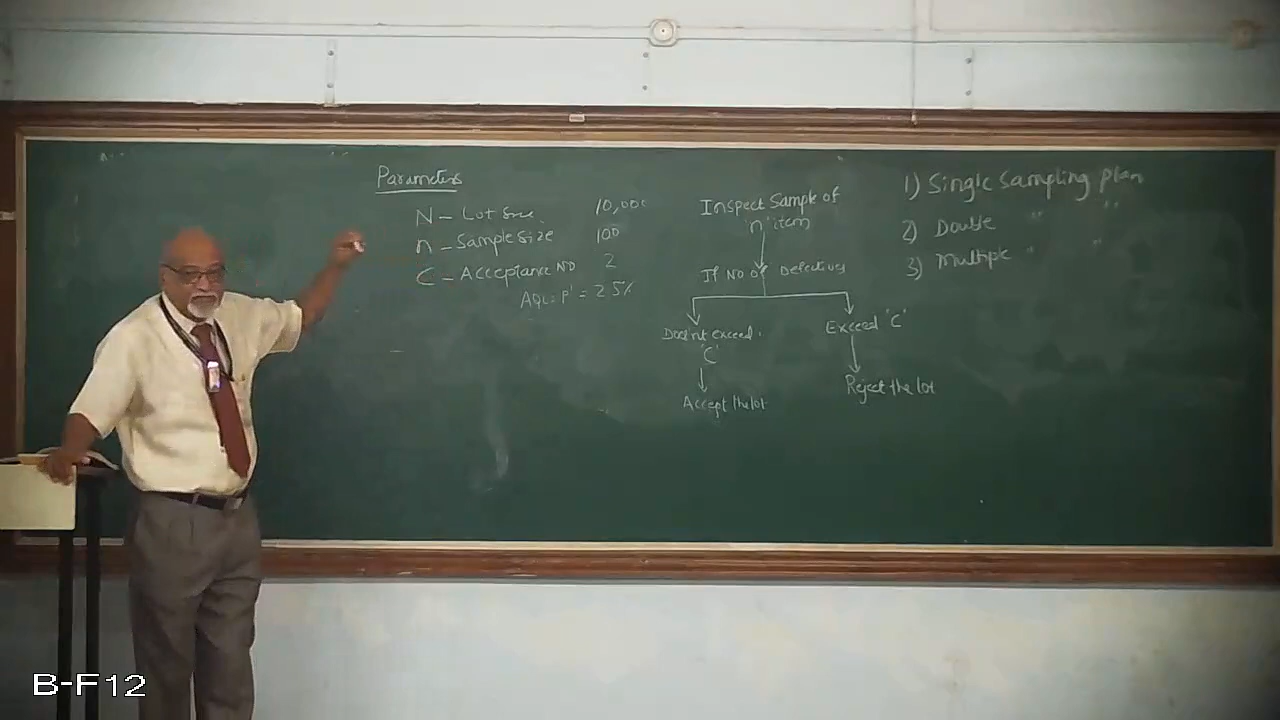 Parameters
N - Lot Size 10,000
n - Sample Size 100
C - Acceptance No 2
AQL = P' = 2.5%
Inspect Sample of
"n" item
If No of Defectives
Doesn't exceed
'C'
Accept the lot
Exceed 'C'
Reject the lot
1) Single Sampling Plan
2) Double " "
3) Multiple " "
B-F12